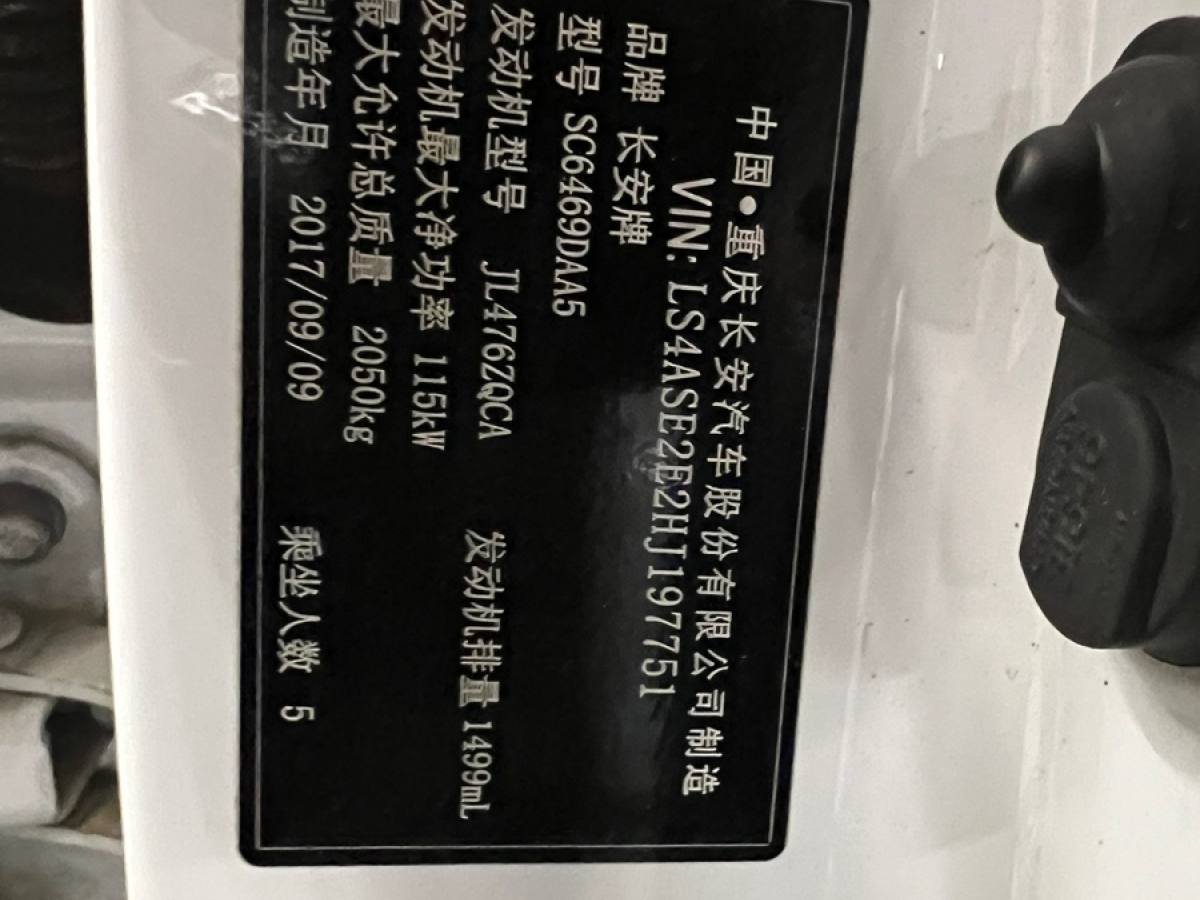 中国•重庆长安汽车股份有限公司制造
VIN: LS4ASE2E2HJ197751
品牌 长安牌
型号 SC6469DAA5
发动机型号 JL476ZQCA 发动机排量 1499mL
发动机最大净功率 115kW
最大允许总质量 2050kg
制造年月 2017/09/09 乘坐人数 5